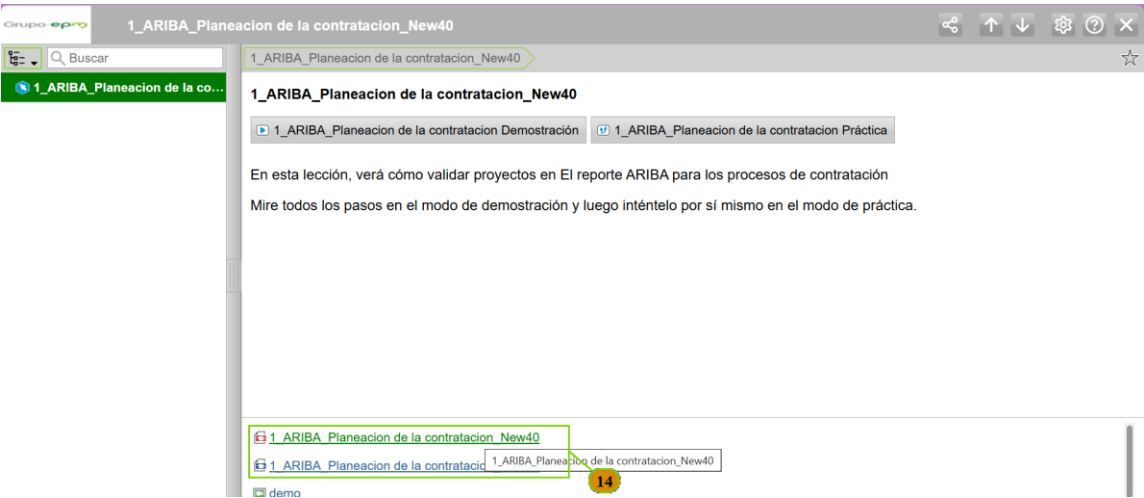 Grupo·epm
1_ARIBA_Planeacion de la contratacion_New40
Buscar
1_ARIBA_Planeacion de la contratacion_New40
1_ARIBA_Planeacion de la co...
1_ARIBA_Planeacion de la contratacion_New40
1_ARIBA_Planeacion de la contratacion Demostración
1_ARIBA_Planeacion de la contratacion Práctica
En esta lección, verá cómo validar proyectos en El reporte ARIBA para los procesos de contratación
Mire todos los pasos en el modo de demostración y luego inténtelo por sí mismo en el modo de práctica.
1_ARIBA_Planeacion de la contratacion_New40
1_ARIBA_Planeacion de la contratacio
1_ARIBA_Planeacion de la contratacion_New40
14
demo